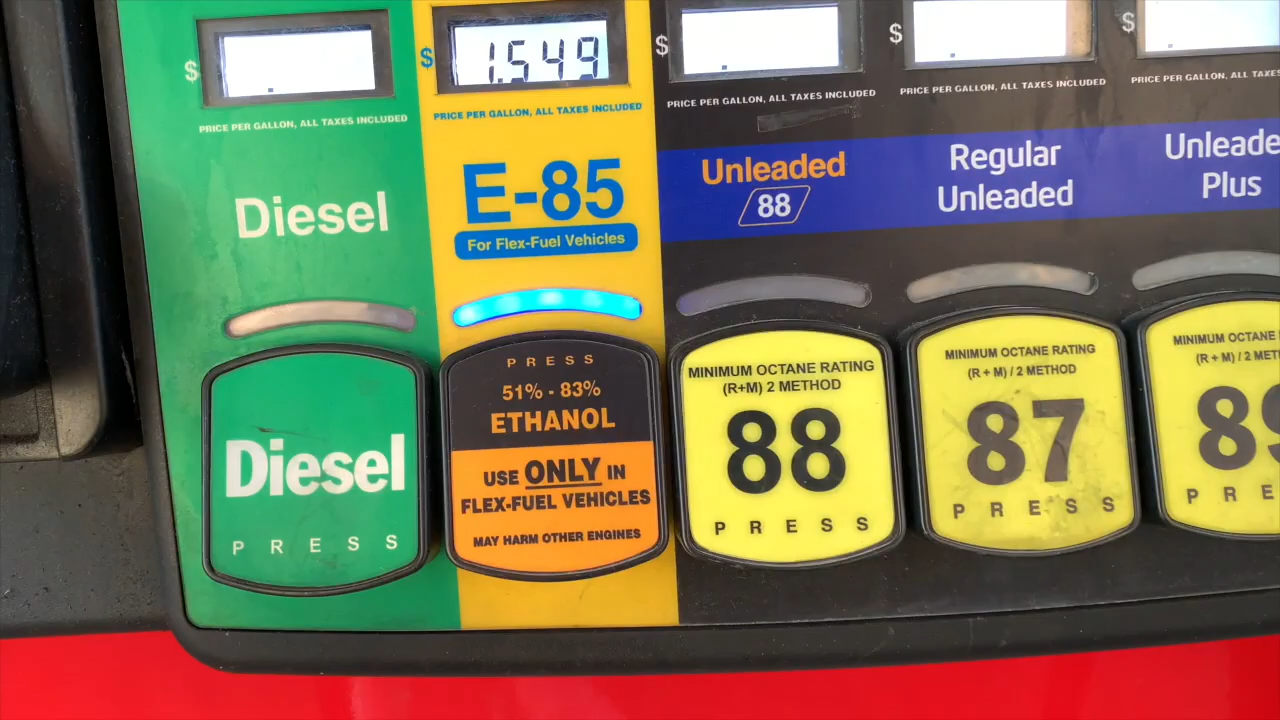 $
$ 1.549
$
$
$
PRICE PER GALLON, ALL TAXES INCLUDED
PRICE PER GALLON, ALL TAXES INCLUDED
PRICE PER GALLON, ALL TAXES INCLUDED
PRICE PER GALLON, ALL TAXES INCLUDED
PRICE PER GALLON, ALL TAXES
Diesel
E-85
For Flex-Fuel Vehicles
Unleaded
88
Regular
Unleaded
Unleade
Plus
Diesel
PRESS
PRESS
51% - 83%
ETHANOL
USE ONLY IN
FLEX-FUEL VEHICLES
MAY HARM OTHER ENGINES
MINIMUM OCTANE RATING
(R+M) 2 METHOD
88
PRESS
MINIMUM OCTANE RATING
(R + M) / 2 METHOD
87
PRESS
MINIMUM OCTANE
(R + M) / 2 MET
89
PRE